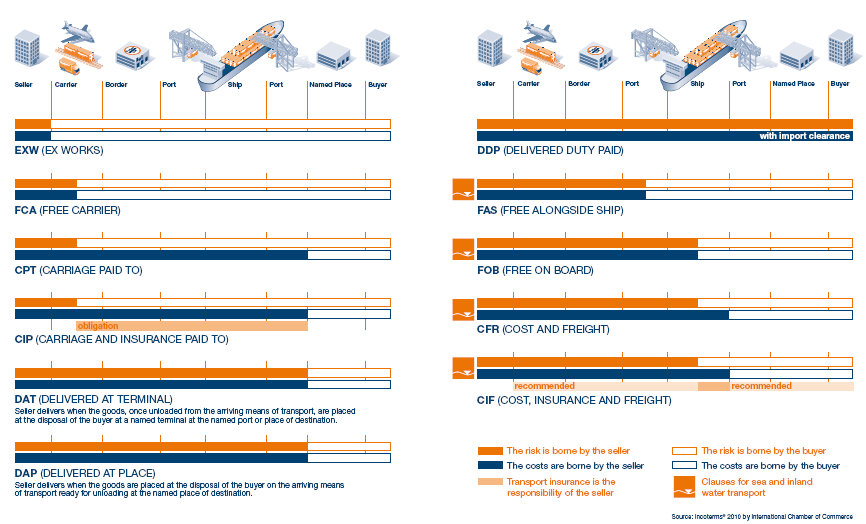 Seller Carrier Border Port Ship Port Named Place Buyer
EXW (EX WORKS)
FCA (FREE CARRIER)
CPT (CARRIAGE PAID TO)
obligation
CIP (CARRIAGE AND INSURANCE PAID TO)
DAT (DELIVERED AT TERMINAL)
Seller delivers when the goods, once unloaded from the arriving means of transport, are placed
at the disposal of the buyer at a named terminal at the named port or place of destination.
DAP (DELIVERED AT PLACE)
Seller delivers when the goods are placed at the disposal of the buyer on the arriving means
of transport ready for unloading at the named place of destination.
Seller Carrier Border Port Ship Port Named Place Buyer
with import clearance
DDP (DELIVERED DUTY PAID)
FAS (FREE ALONGSIDE SHIP)
FOB (FREE ON BOARD)
CFR (COST AND FREIGHT)
recommended recommended
CIF (COST, INSURANCE AND FREIGHT)
The risk is borne by the seller
The costs are borne by the seller
Transport insurance is the
responsibility of the seller
The risk is borne by the buyer
The costs are borne by the buyer
Clauses for sea and inland
water transport
Source: Incoterms® 2010 by International Chamber of Commerce